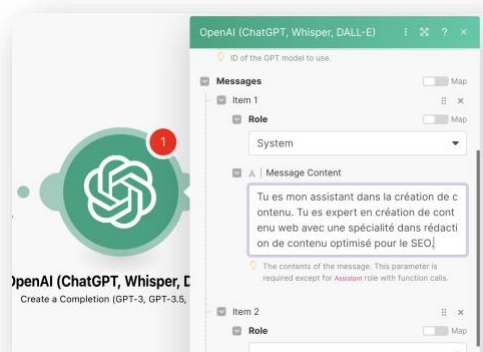 OpenAI (ChatGPT, Whisper, DALL-E)
ID of the GPT model to use.
Messages
Map
Item 1
Role
Map
System
A | Message Content
Tu es mon assistant dans la création de c
ontenu. Tu es expert en création de cont
enu web avec une spécialité dans rédacti
on de contenu optimisé pour le SEO.
The contents of the message. This parameter is
required except for Assistant role with function calls.
Item 2
Role
Map
1
OpenAI (ChatGPT, Whisper, D
Create a Completion (GPT-3, GPT-3.5,